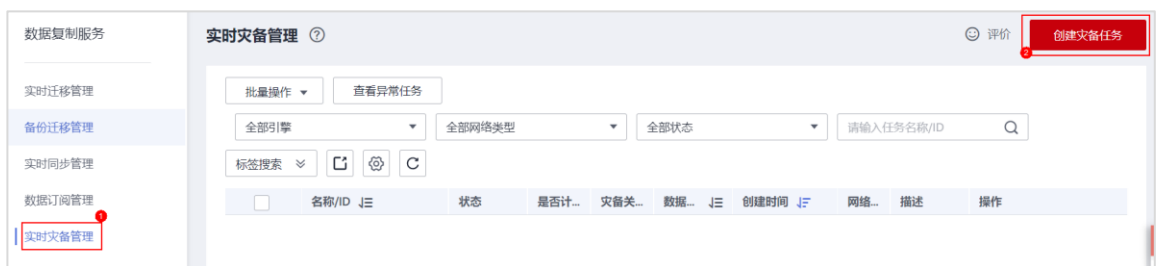 数据复制服务
实时灾备管理 ?
评价
创建灾备任务
2
实时迁移管理
备份迁移管理
实时同步管理
数据订阅管理
1
实时灾备管理
批量操作
查看异常任务
全部引擎
全部网络类型
全部状态
请输入任务名称/ID
标签搜索
名称/ID 状态 是否计... 灾备关... 数据... 创建时间 网络... 描述 操作